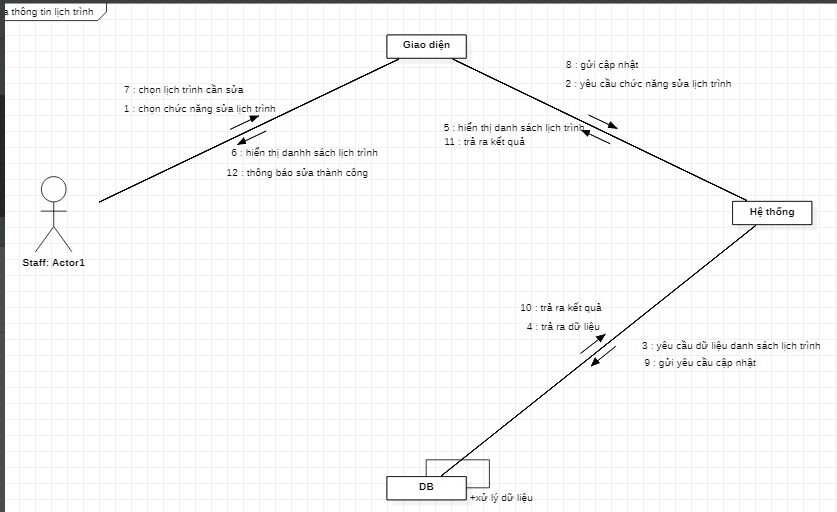 a thông tin lịch trình
Giao diện
8 : gửi cập nhật
2 : yêu cầu chức năng sửa lịch trình
7 : chọn lịch trình cần sửa
1 : chọn chức năng sửa lịch trình
5 : hiển thị danh sách lịch trình
11 : trả ra kết quả
6 : hiển thị danhh sách lịch trình
12 : thông báo sửa thành công
Hệ thống
Staff: Actor1
10 : trả ra kết quả
4 : trả ra dữ liệu
3 : yêu cầu dữ liệu danh sách lịch trình
9 : gửi yêu cầu cập nhật
DB
+xử lý dữ liệu